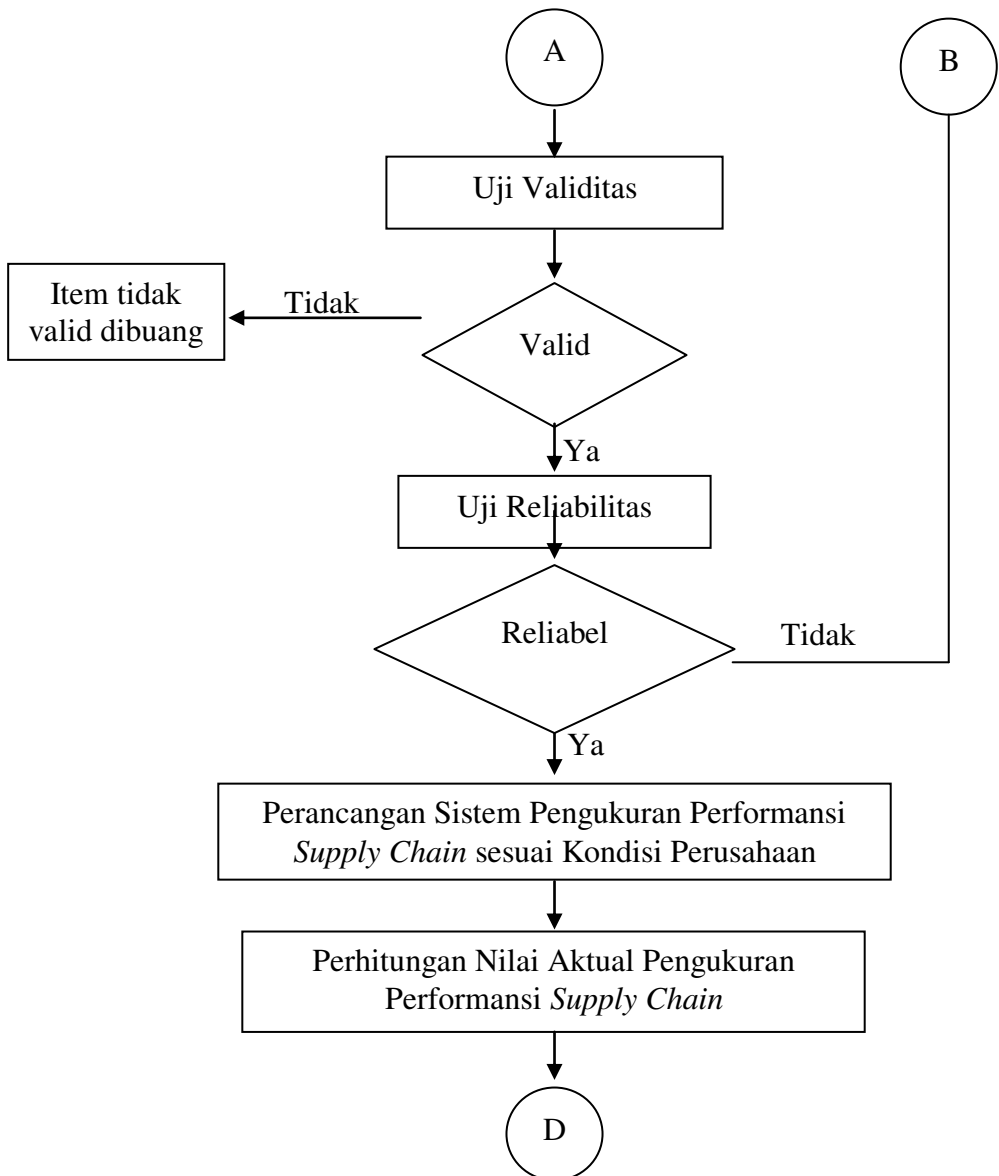 A
B
Uji Validitas
Item tidak
valid dibuang
Tidak
Valid
Ya
Uji Reliabilitas
Reliabel
Tidak
Ya
Perancangan Sistem Pengukuran Performansi
Supply Chain sesuai Kondisi Perusahaan
Perhitungan Nilai Aktual Pengukuran
Performansi Supply Chain
D